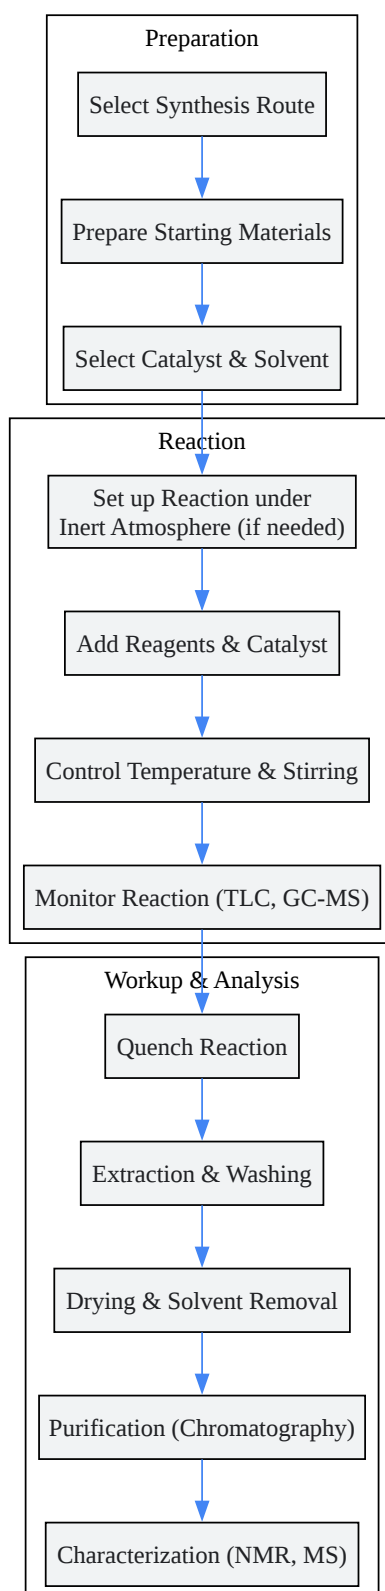 Preparation
Select Synthesis Route
Prepare Starting Materials
Select Catalyst & Solvent
Reaction
Set up Reaction under
Inert Atmosphere (if needed)
Add Reagents & Catalyst
Control Temperature & Stirring
Monitor Reaction (TLC, GC-MS)
Workup & Analysis
Quench Reaction
Extraction & Washing
Drying & Solvent Removal
Purification (Chromatography)
Characterization (NMR, MS)